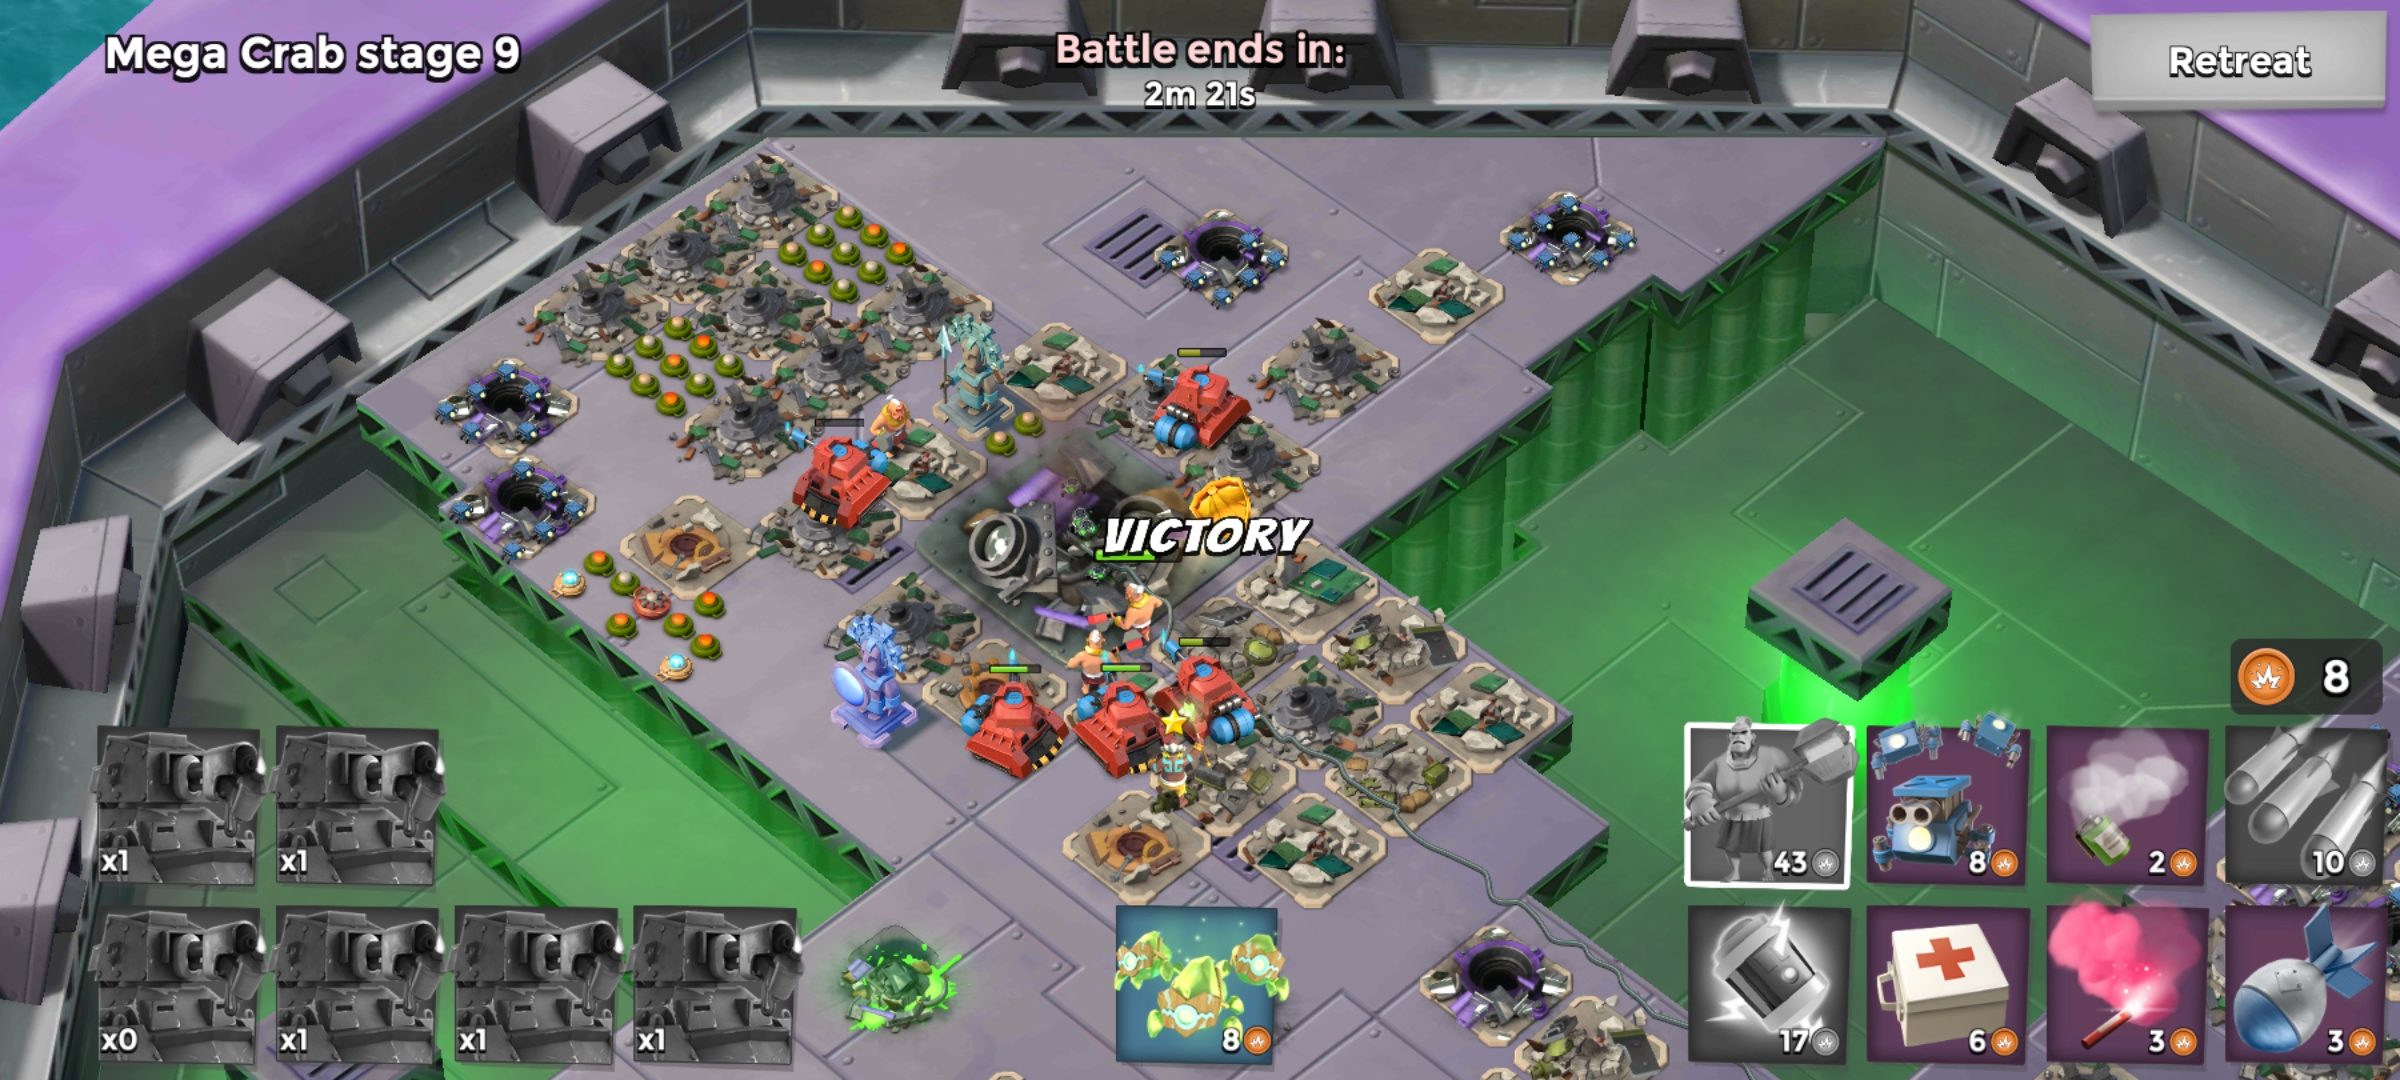 Mega Crab stage 9
Battle ends in:
2m 21s
Retreat
VICTORY
8
x1
x1
43
8
2
10
x0
x1
x1
x1
8
17
6
3
3